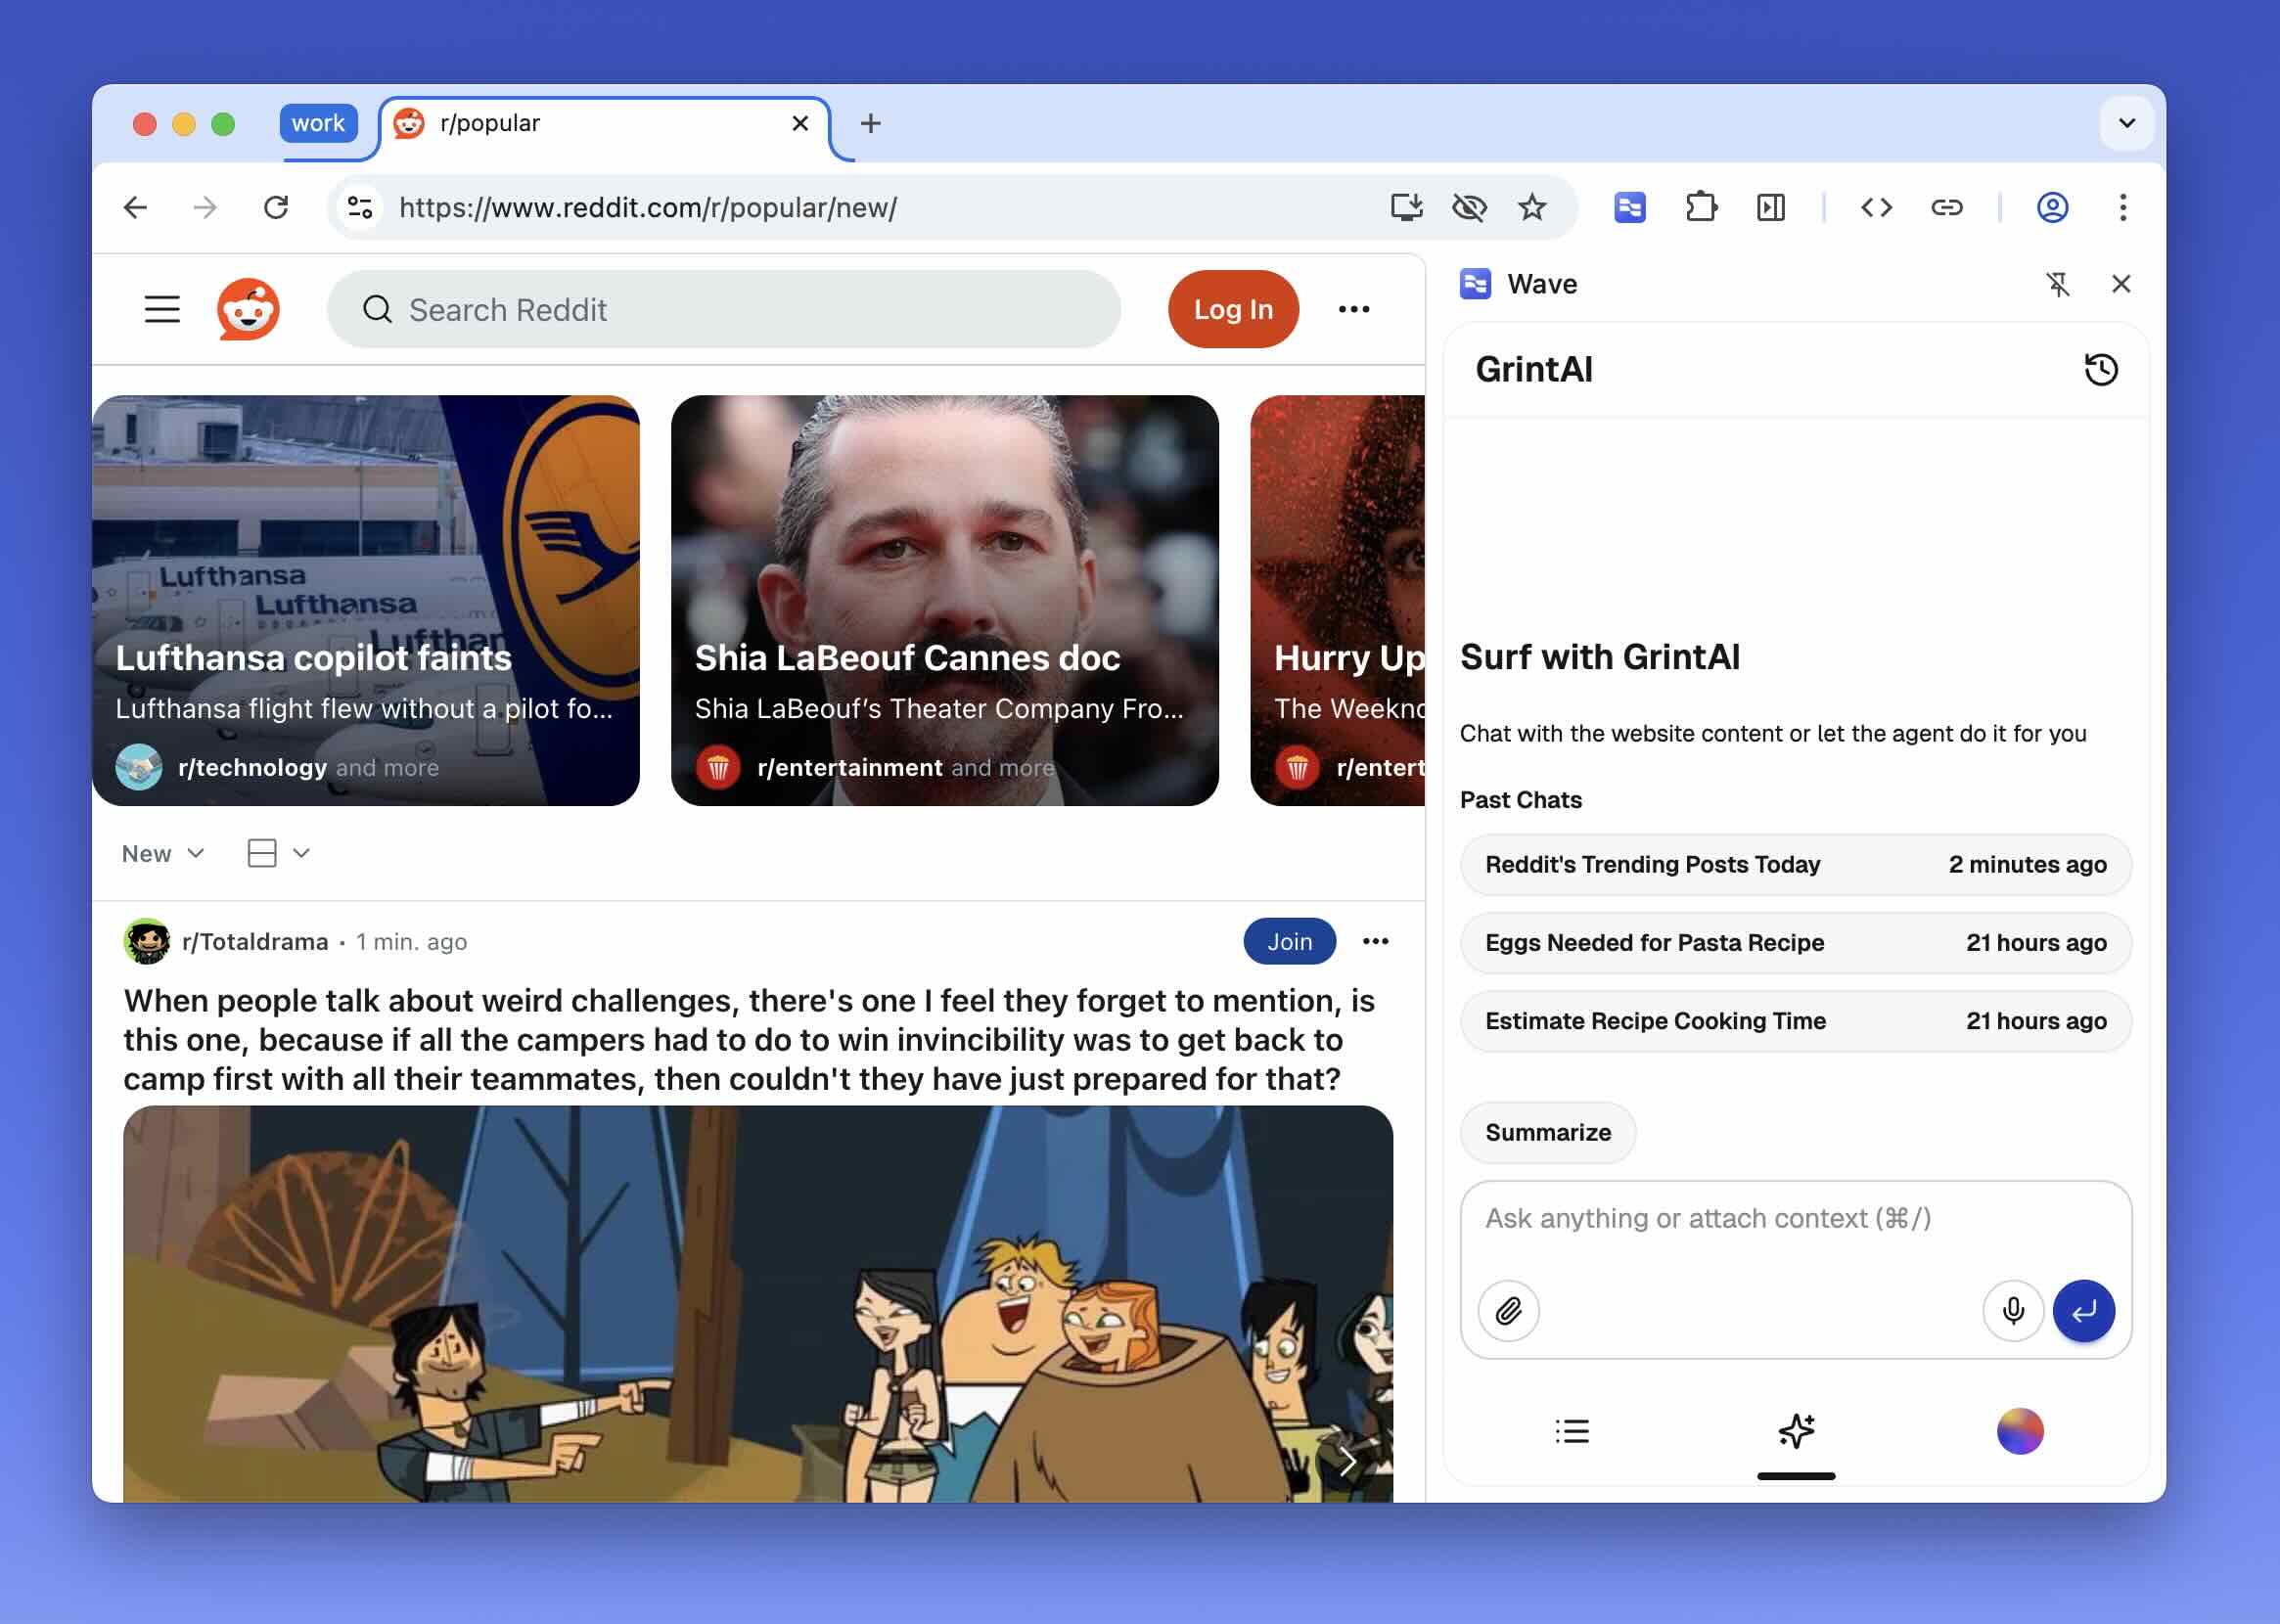 work
r/popular
https://www.reddit.com/r/popular/new/
Search Reddit
Log In
Lufthansa
Lufthansa
Lufthan
Lufthansa copilot faints
Lufthansa flight flew without a pilot fo...
r/technology and more
Shia LaBeouf Cannes doc
Shia LaBeouf’s Theater Company Fro...
r/entertainment and more
Hurry Up
The Weeknd
r/entert
New
r/Totaldrama • 1 min. ago
Join
When people talk about weird challenges, there's one I feel they forget to mention, is
this one, because if all the campers had to do to win invincibility was to get back to
camp first with all their teammates, then couldn't they have just prepared for that?
Wave
GrintAI
Surf with GrintAI
Chat with the website content or let the agent do it for you
Past Chats
Reddit's Trending Posts Today 2 minutes ago
Eggs Needed for Pasta Recipe 21 hours ago
Estimate Recipe Cooking Time 21 hours ago
Summarize
Ask anything or attach context (⌘/)